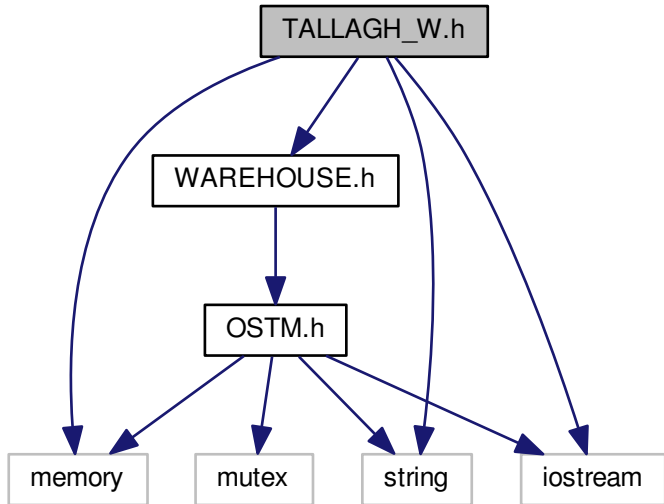 TALLAGH_W.h
WAREHOUSE.h
OSTM.h
memory
mutex
string
iostream